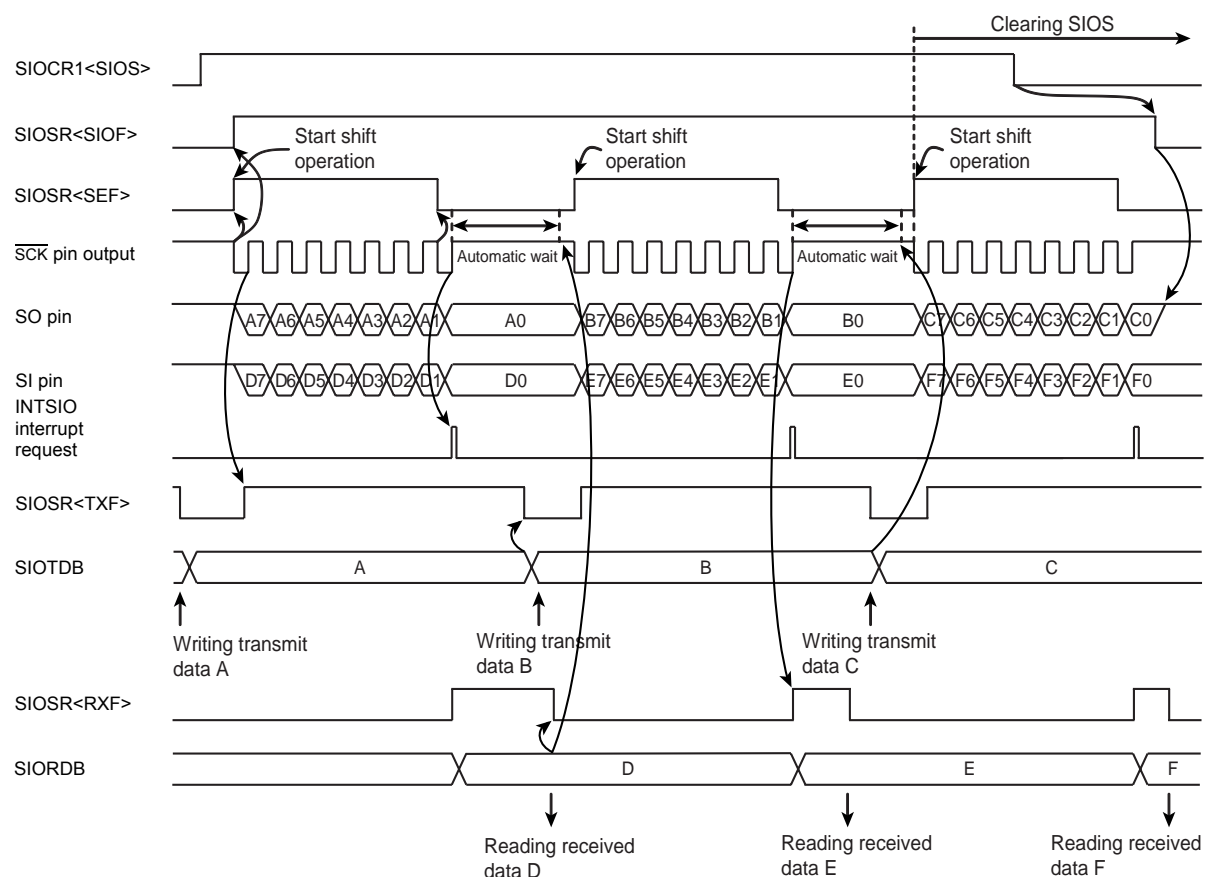 Clearing SIOS
SIOCR1<SIOS>
SIOSR<SIOF>
Start shift
operation
Start shift
operation
Start shift
operation
SIOSR<SEF>
SCK pin output
Automatic wait
Automatic wait
SO pin
A7 A6 A5 A4 A3 A2 A1 A0 B7 B6 B5 B4 B3 B2 B1 B0 C7 C6 C5 C4 C3 C2 C1 C0
SI pin
D7 D6 D5 D4 D3 D2 D1 D0 E7 E6 E5 E4 E3 E2 E1 E0 F7 F6 F5 F4 F3 F2 F1 F0
INTSIO
interrupt
request
SIOSR<TXF>
SIOTDB
A B C
Writing transmit
data A
Writing transmit
data B
Writing transmit
data C
SIOSR<RXF>
SIORDB
D E F
Reading received
data D
Reading received
data E
Reading received
data F